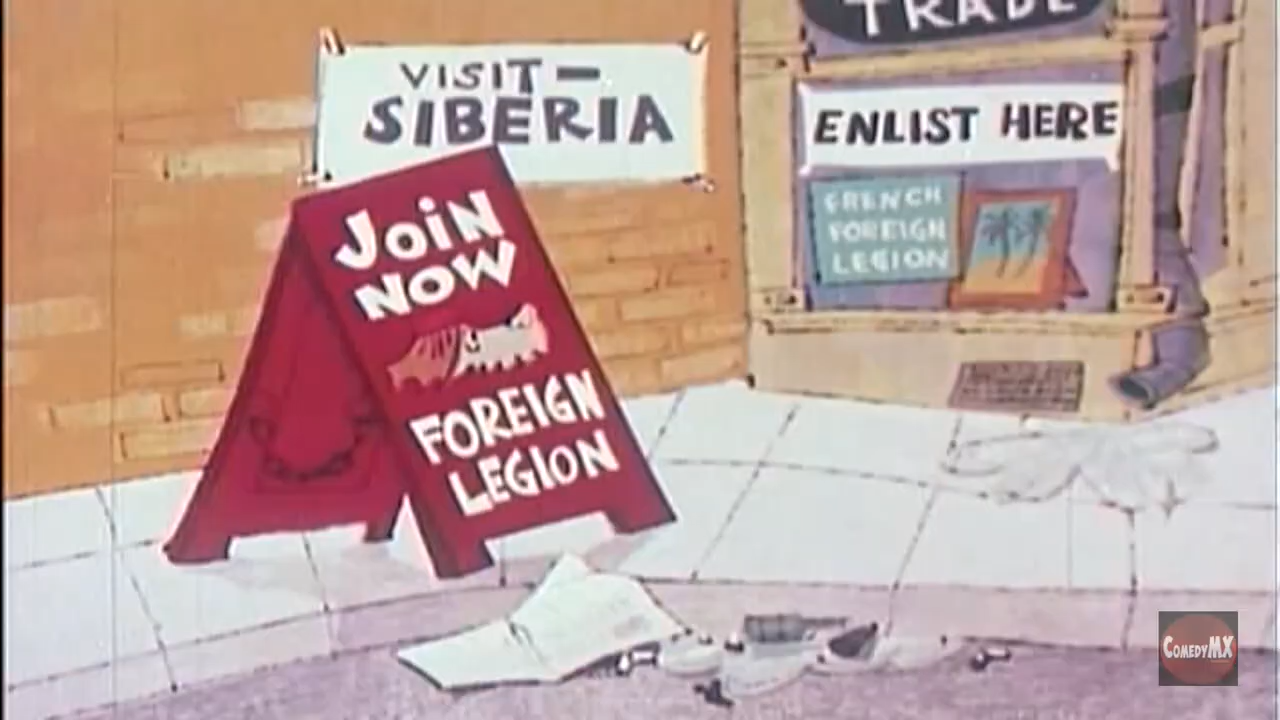 TRADE
VISIT-
SIBERIA
ENLIST HERE
FRENCH
FOREIGN
LEGION
JOiN
NOW
FOREIGN
LEGION
COMEDYMX